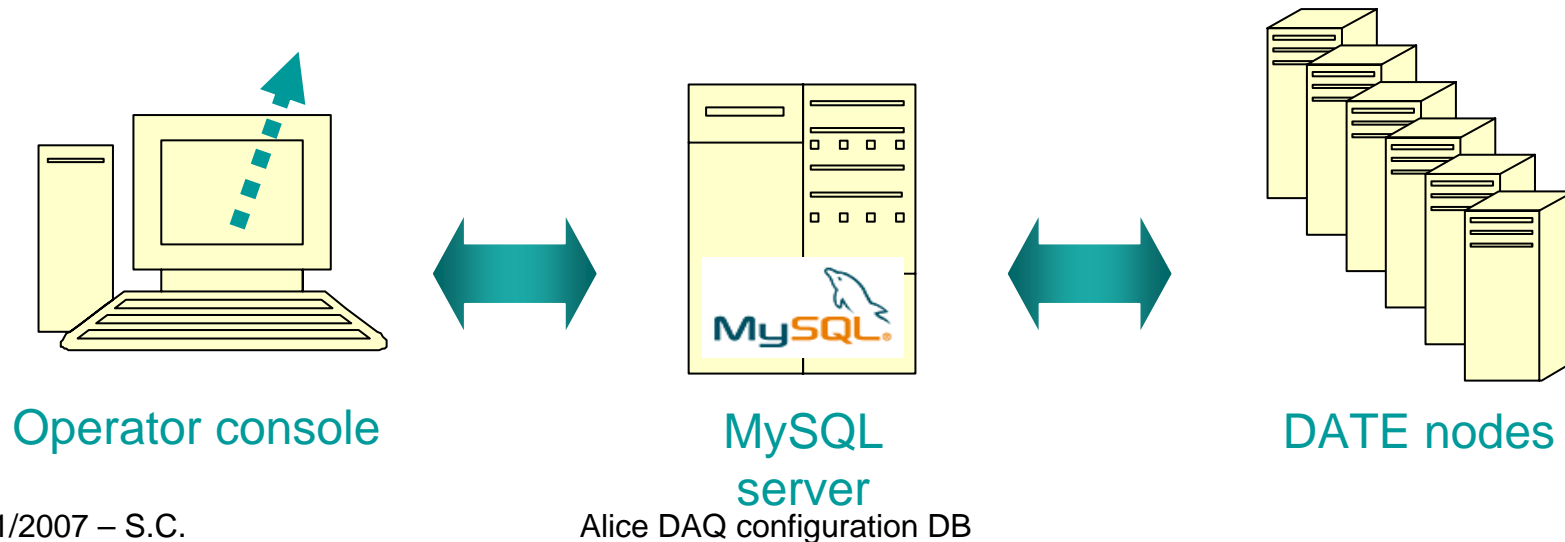 MySQL®
Operator console
MySQL
server
DATE nodes
1/2007 – S.C.
Alice DAQ configuration DB